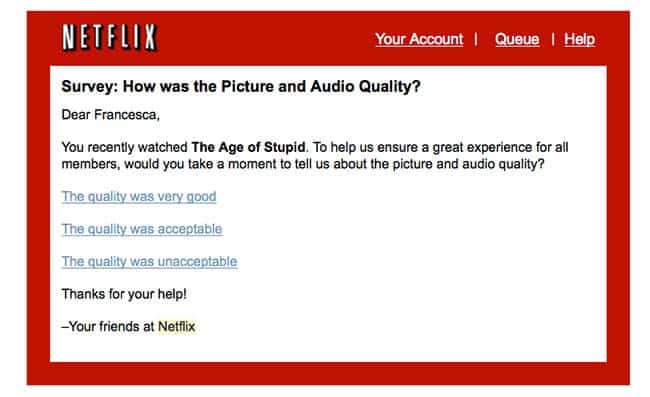 NETFLIX
Your Account | Queue | Help
Survey: How was the Picture and Audio Quality?
Dear Francesca,
You recently watched The Age of Stupid. To help us ensure a great experience for all
members, would you take a moment to tell us about the picture and audio quality?
The quality was very good
The quality was acceptable
The quality was unacceptable
Thanks for your help!
–Your friends at Netflix